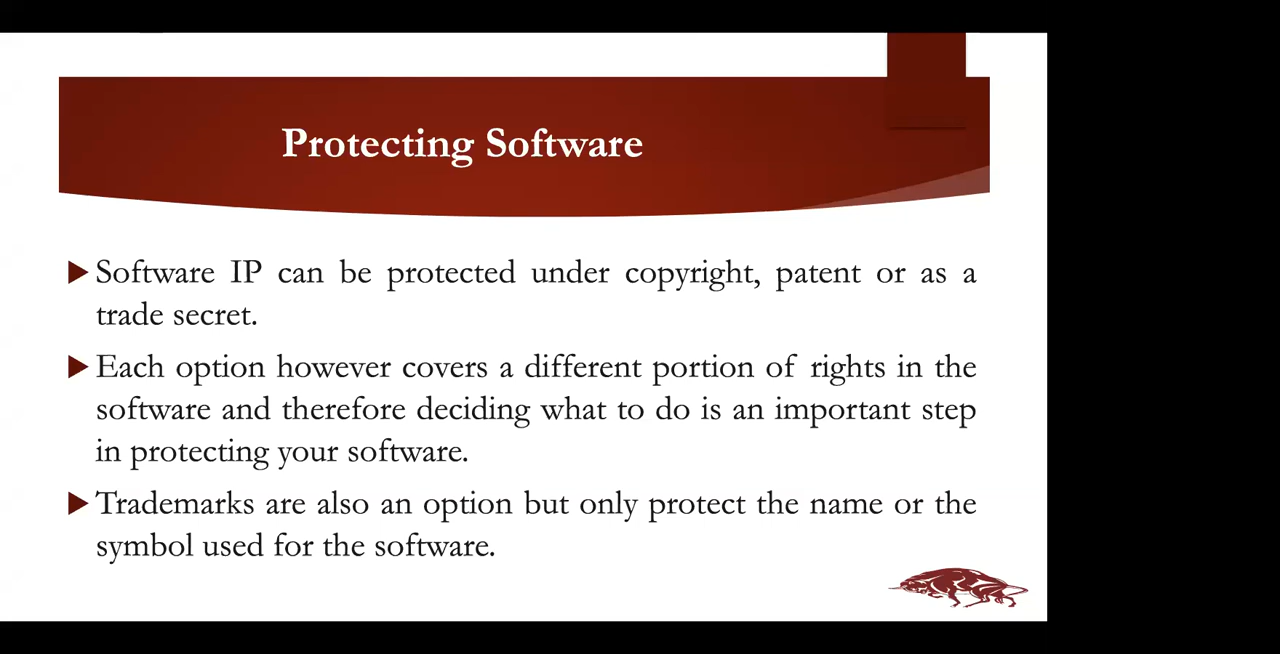 Protecting Software
Software IP can be protected under copyright, patent or as a
trade secret.
Each option however covers a different portion of rights in the
software and therefore deciding what to do is an important step
in protecting your software.
Trademarks are also an option but only protect the name or the
symbol used for the software.